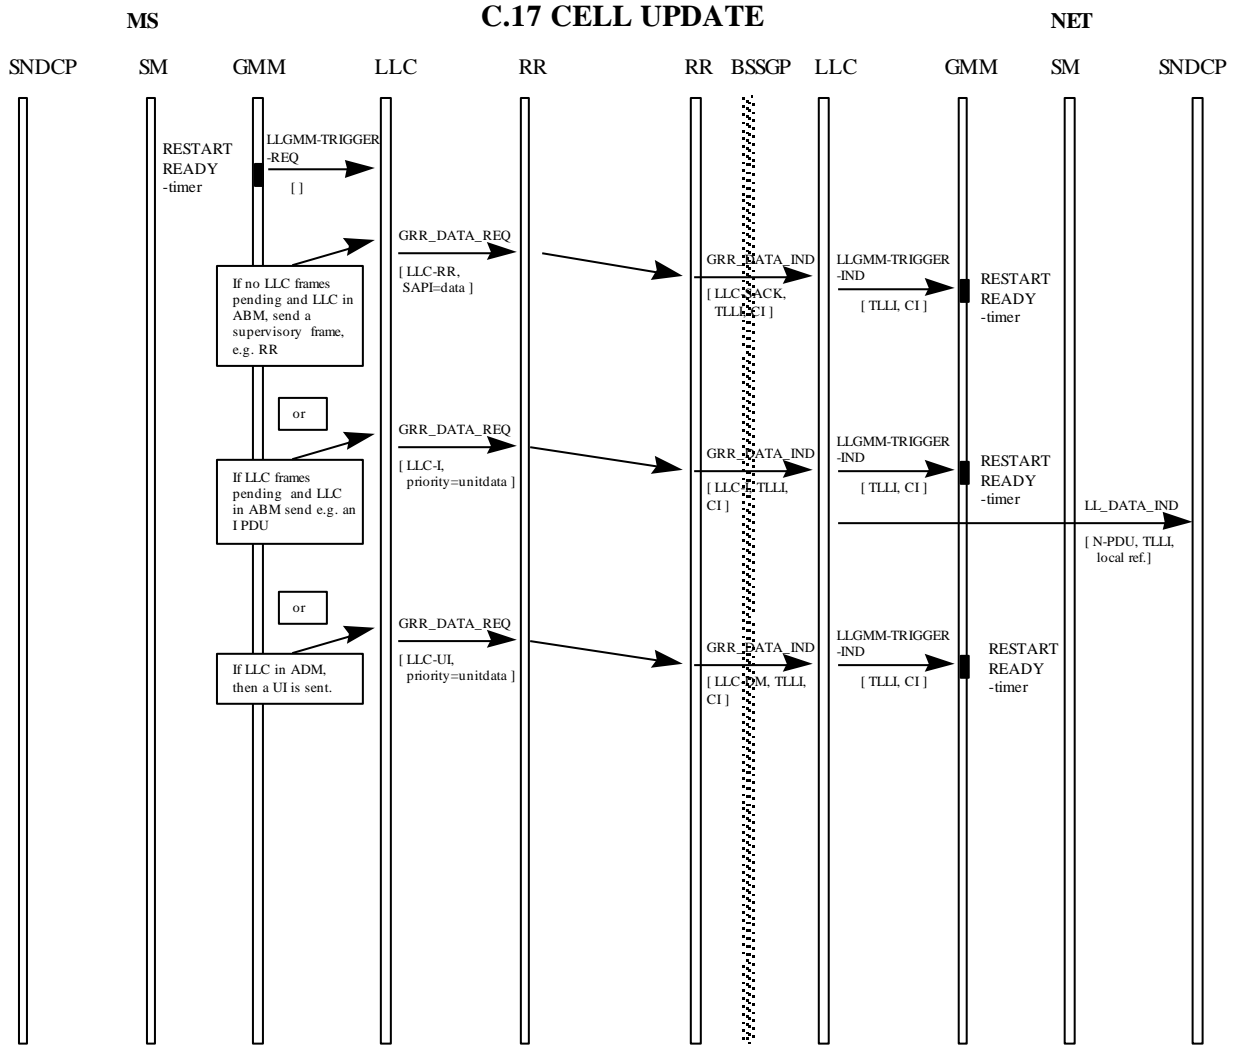 C.17 CELL UPDATE
MS
NET
SNDCP SM GMM LLC RR RR BSSGP LLC GMM SM SNDCP
RESTART
READY
-timer
LLGMM-TRIGGER
-REQ
[ ]
GRR_DATA_REQ
[ LLC-RR,
SAPI=data ]
If no LLC frames
pending and LLC in
ABM, send a
supervisory frame,
e.g. RR
GRR_DATA_IND
[ LLC-SACK,
TLLI, CI ]
LLGMM-TRIGGER
-IND
[ TLLI, CI ]
RESTART
READY
-timer
or
GRR_DATA_REQ
[ LLC-I,
priority=unitdata ]
If LLC frames
pending and LLC
in ABM send e.g. an
I PDU
GRR_DATA_IND
[ LLC-I, TLLI,
CI ]
LLGMM-TRIGGER
-IND
[ TLLI, CI ]
RESTART
READY
-timer
LL_DATA_IND
[ N-PDU, TLLI,
local ref.]
or
GRR_DATA_REQ
[ LLC-UI,
priority=unitdata ]
If LLC in ADM,
then a UI is sent.
GRR_DATA_IND
[ LLC-DM, TLLI,
CI ]
LLGMM-TRIGGER
-IND
[ TLLI, CI ]
RESTART
READY
-timer